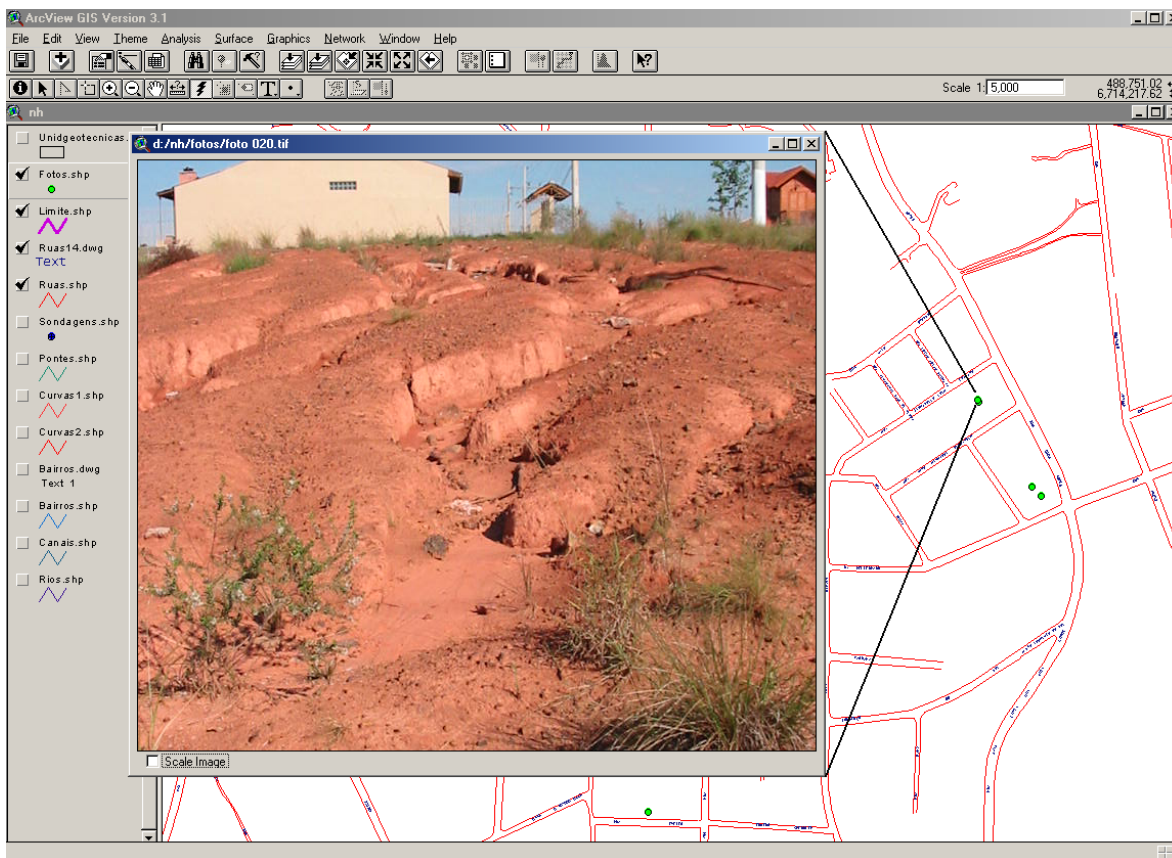 ArcView GIS Version 3.1
File Edit View Theme Analysis Surface Graphics Network Window Help
Scale 1: 5,000
488,751.02
6,714,217.62
nh
Unidgeotecnicas.
Fotos.shp
Limite.shp
Ruas14.dwg
Text
Ruas.shp
Sondagens.shp
Pontes.shp
Curvas1.shp
Curvas2.shp
Bairros.dwg
Text 1
Bairros.shp
Canais.shp
Rios.shp
d:/nh/fotos/foto 020.tif
Scale Image